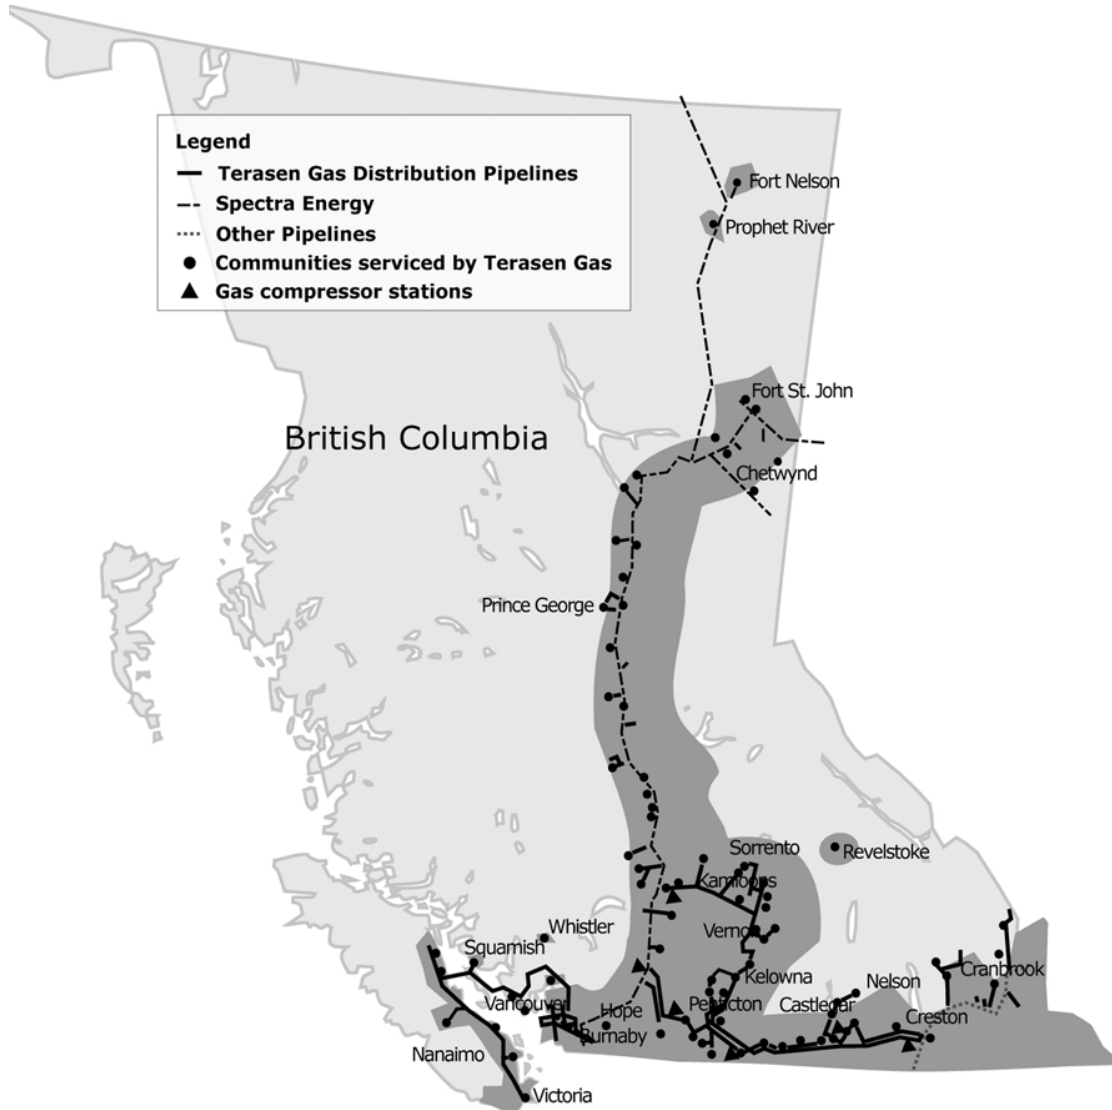 Legend
Terasen Gas Distribution Pipelines
Spectra Energy
Other Pipelines
Communities serviced by Terasen Gas
Gas compressor stations
Fort Nelson
Prophet River
Fort St. John
British Columbia
Chetwynd
Prince George
Sorrento
Revelstoke
Kamloops
Whistler
Vernon
Squamish
Cranbrook
Kelowna
Nelson
Vancouver
Penticton
Castlegar
Hope
Creston
Burnaby
Nanaimo
Victoria